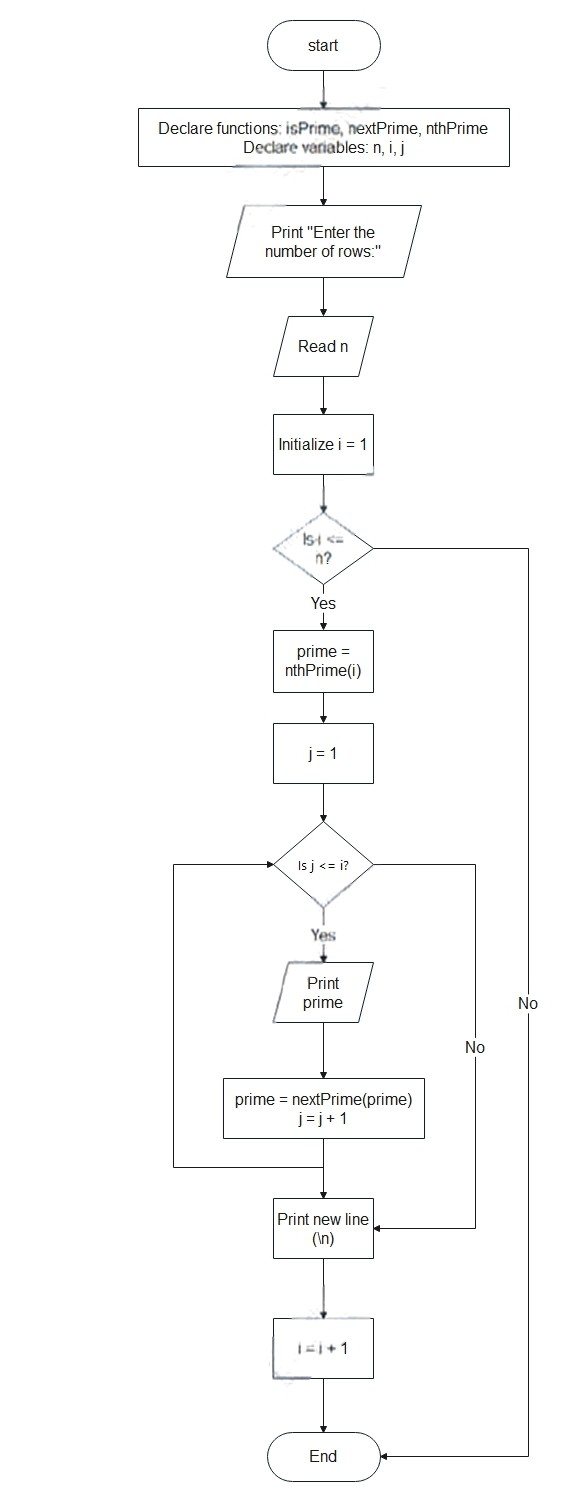 start
Declare functions: isPrime, nextPrime, nthPrime
Declare variables: n, i, j
Print "Enter the
number of rows:"
Read n
Initialize i = 1
Is i <=
n?
Yes
prime =
nthPrime(i)
j = 1
Is j <= i?
Yes
Print
prime
No
No
prime = nextPrime(prime)
j = j + 1
Print new line
(\n)
i = i + 1
End